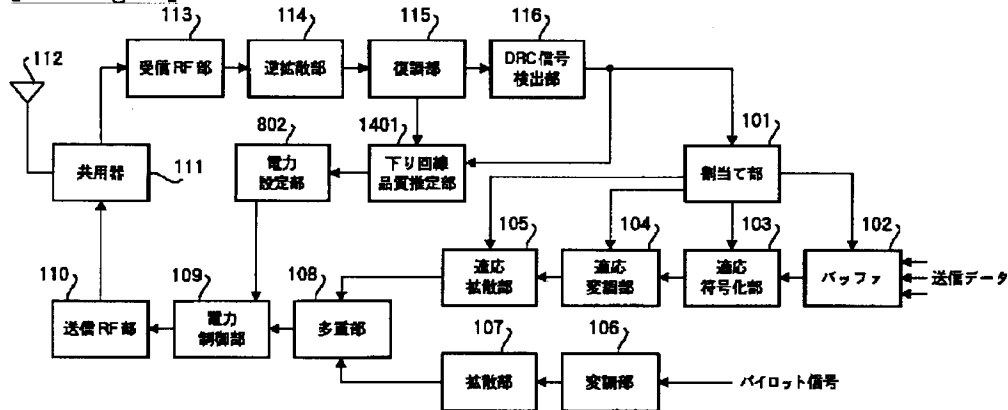 113
114
115
116
112
受信RF部
逆拡散部
復調部
DRC信号
検出部
802
1401
101
共用器
111
電力
設定部
下り回線
品質推定部
割当て部
105
104
103
102
適応
拡散部
適応
変調部
適応
符号化部
バッファ
送信データ
110
109
108
送信RF部
電力
制御部
多重部
107
106
拡散部
変調部
パイロット信号